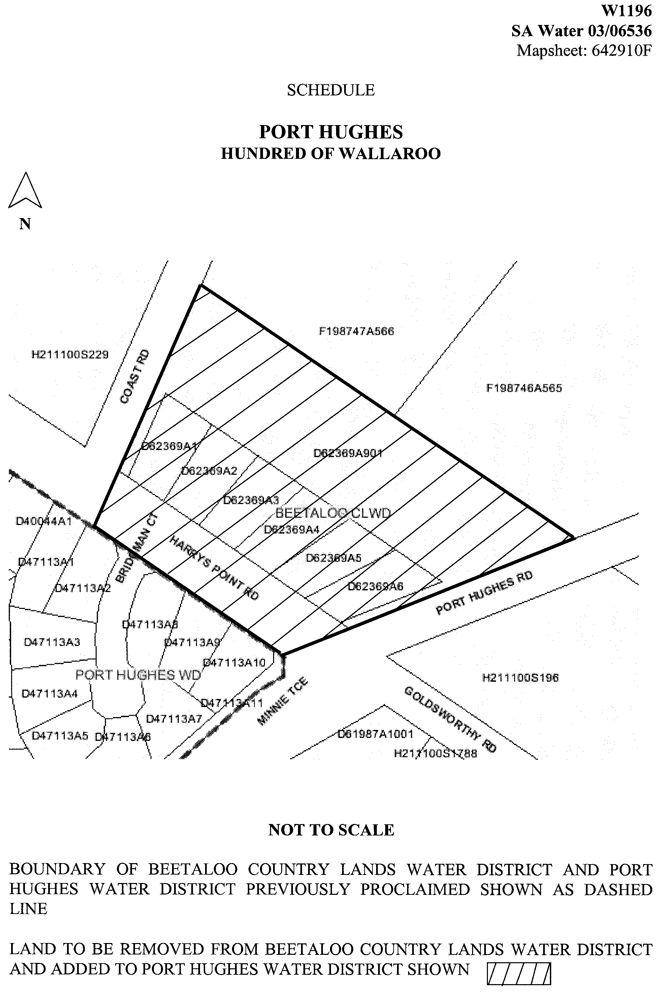 W1196
SA Water 03/06536
Mapsheet: 642910F
SCHEDULE
PORT HUGHES
HUNDRED OF WALLAROO
N
F198747A566
H211100S229
COAST RD
F198746A565
D62369A1
D62369A901
D62369A2
D62369A3
BEETALOO CLWD
D40044A1
D62369A4
BRIDGMAN CT
HARRYS POINT RD
D47113A1
D62369A5
D47113A2
D62369A6
PORT HUGHES RD
D47113A8
D47113A3
D47113A9
D47113A10
PORT HUGHES WD
H211100S196
D47113A4
MINNIE TCE
GOLDSWORTHY RD
D47113A11
D47113A7
D47113A5
D47113A6
D61987A1001
H211100S1788
NOT TO SCALE
BOUNDARY OF BEETALOO COUNTRY LANDS WATER DISTRICT AND PORT
HUGHES WATER DISTRICT PREVIOUSLY PROCLAIMED SHOWN AS DASHED
LINE
LAND TO BE REMOVED FROM BEETALOO COUNTRY LANDS WATER DISTRICT
AND ADDED TO PORT HUGHES WATER DISTRICT SHOWN